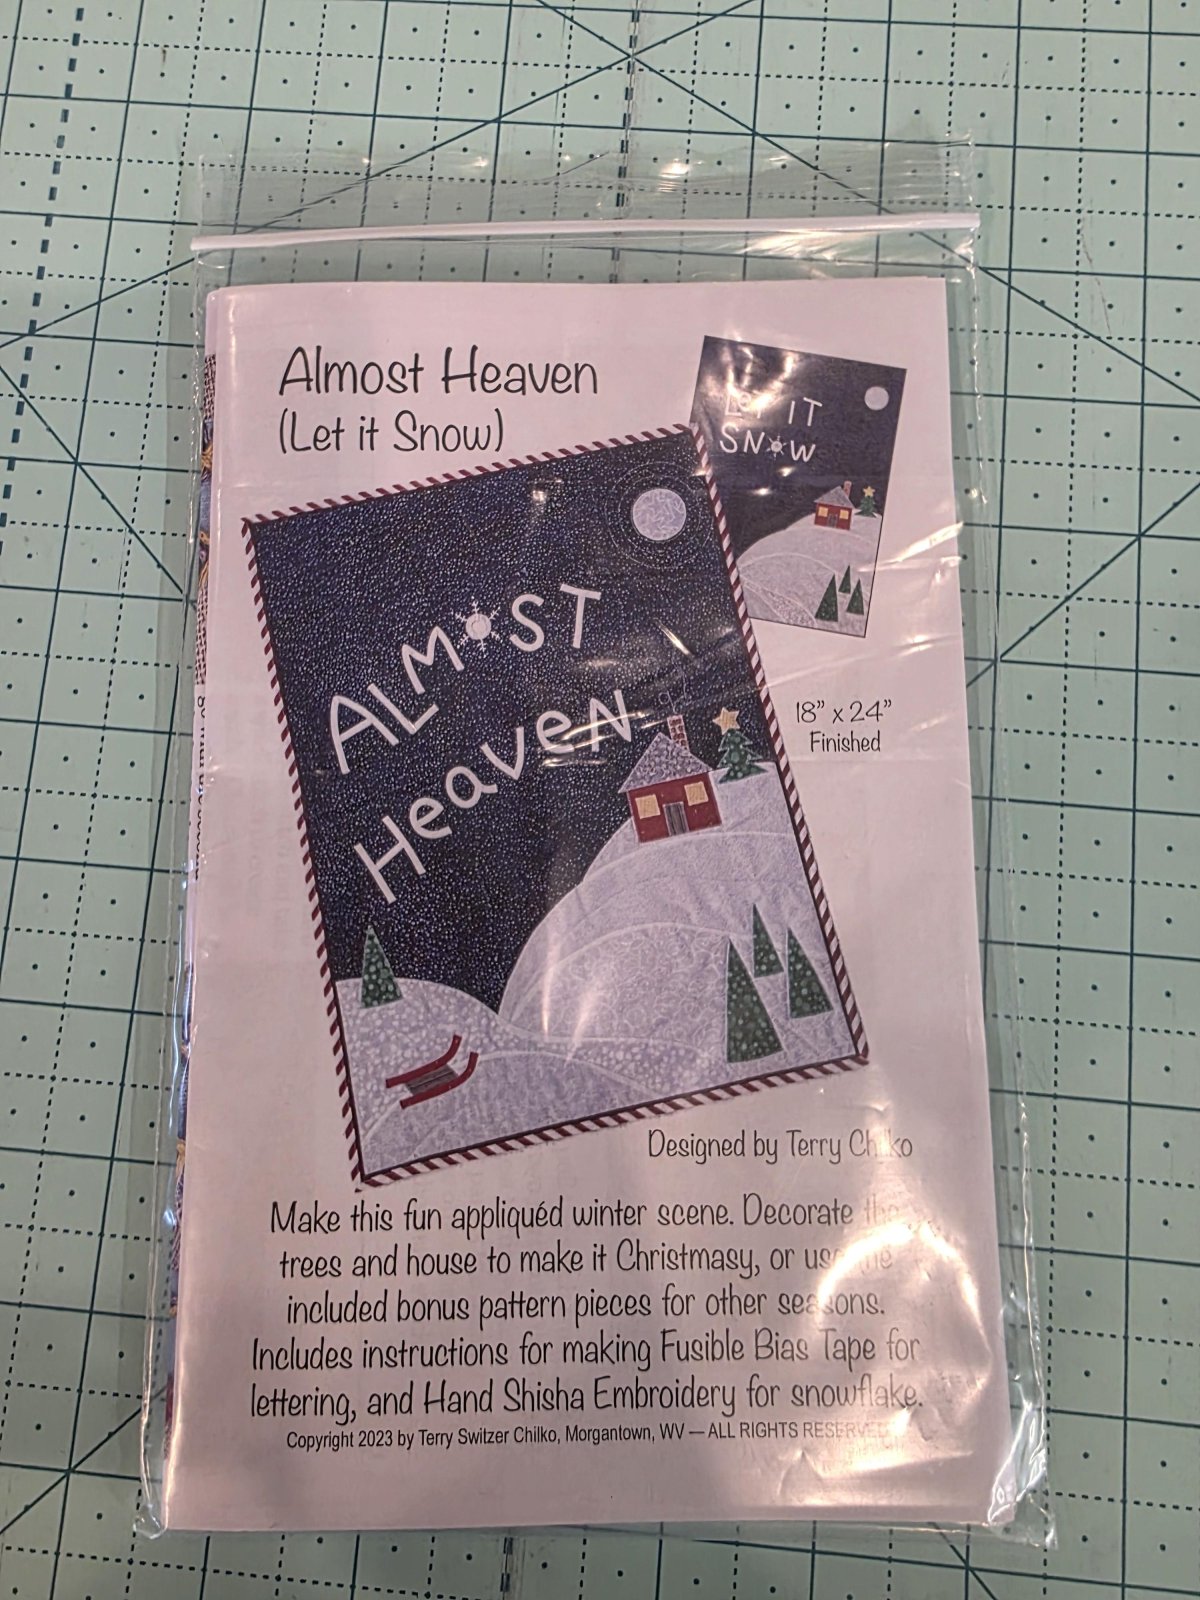 Almost Heaven
(Let it Snow)
LeT IT
SNOW
ALMOST
Heaven
18" x 24"
Finished
Designed by Terry Chilko
Make this fun appliquéd winter scene. Decorate the
trees and house to make it Christmasy, or use the
included bonus pattern pieces for other seasons.
Includes instructions for making Fusible Bias Tape for
lettering, and Hand Shisha Embroidery for snowflake.
Copyright 2023 by Terry Switzer Chilko, Morgantown, WV — ALL RIGHTS RESERVED